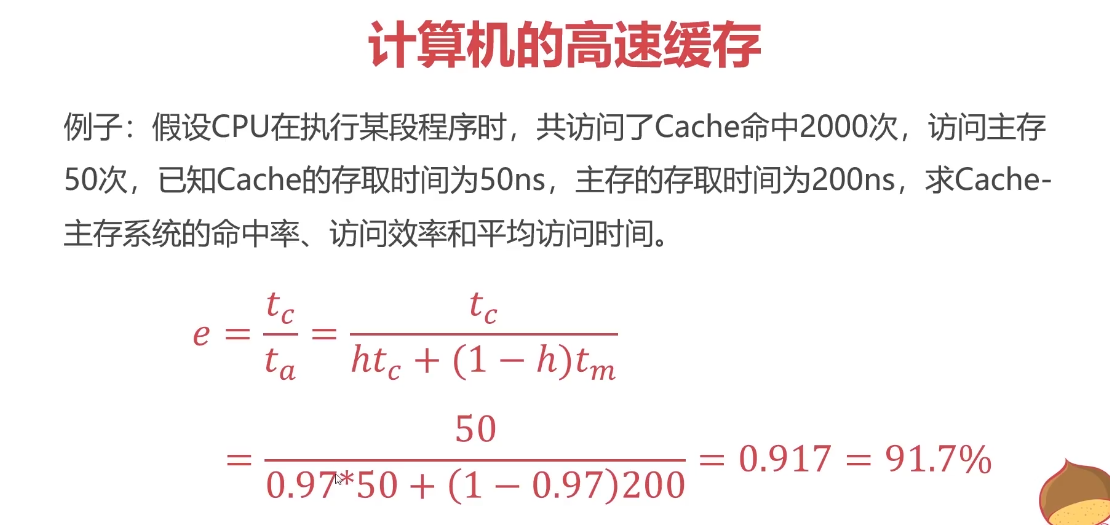 计算机的高速缓存
例子：假设CPU在执行某段程序时，共访问了Cache命中2000次，访问主存
50次，已知Cache的存取时间为50ns，主存的存取时间为200ns，求Cache-
主存系统的命中率、访问效率和平均访问时间。
e = t_c / t_a = t_c / (ht_c + (1 − h)t_m)
= 50 / (0.97*50 + (1 − 0.97)200) = 0.917 = 91.7%